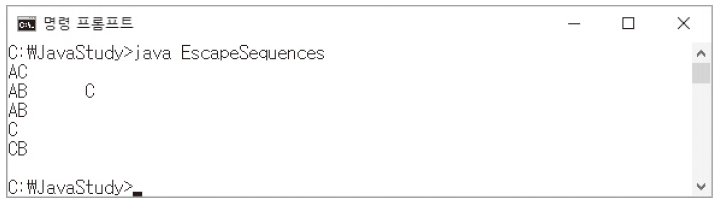 명령 프롬프트
C:₩JavaStudy>java EscapeSequences
AC
AB      C
AB
C
CB
C:₩JavaStudy>